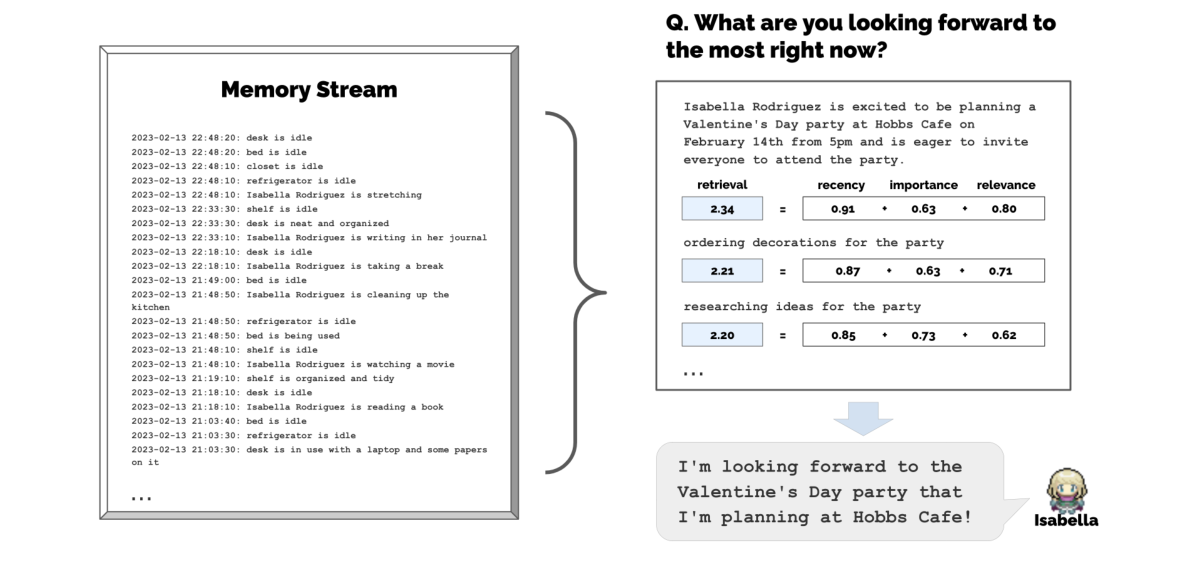 Memory Stream
2023-02-13 22:48:20: desk is idle
2023-02-13 22:48:20: bed is idle
2023-02-13 22:48:10: closet is idle
2023-02-13 22:48:10: refrigerator is idle
2023-02-13 22:48:10: Isabella Rodriguez is stretching
2023-02-13 22:33:30: shelf is idle
2023-02-13 22:33:30: desk is neat and organized
2023-02-13 22:33:10: Isabella Rodriguez is writing in her journal
2023-02-13 22:18:10: desk is idle
2023-02-13 22:18:10: Isabella Rodriguez is taking a break
2023-02-13 21:49:00: bed is idle
2023-02-13 21:48:50: Isabella Rodriguez is cleaning up the
kitchen
2023-02-13 21:48:50: refrigerator is idle
2023-02-13 21:48:50: bed is being used
2023-02-13 21:48:10: shelf is idle
2023-02-13 21:48:10: Isabella Rodriguez is watching a movie
2023-02-13 21:19:10: shelf is organized and tidy
2023-02-13 21:18:10: desk is idle
2023-02-13 21:18:10: Isabella Rodriguez is reading a book
2023-02-13 21:03:40: bed is idle
2023-02-13 21:03:30: refrigerator is idle
2023-02-13 21:03:30: desk is in use with a laptop and some papers
on it
...
Q. What are you looking forward to
the most right now?
Isabella Rodriguez is excited to be planning a
Valentine's Day party at Hobbs Cafe on
February 14th from 5pm and is eager to invite
everyone to attend the party.
retrieval recency importance relevance
2.34 = 0.91 + 0.63 + 0.80
ordering decorations for the party
2.21 = 0.87 + 0.63 + 0.71
researching ideas for the party
2.20 = 0.85 + 0.73 + 0.62
...
I'm looking forward to the
Valentine's Day party that
I'm planning at Hobbs Cafe!
Isabella